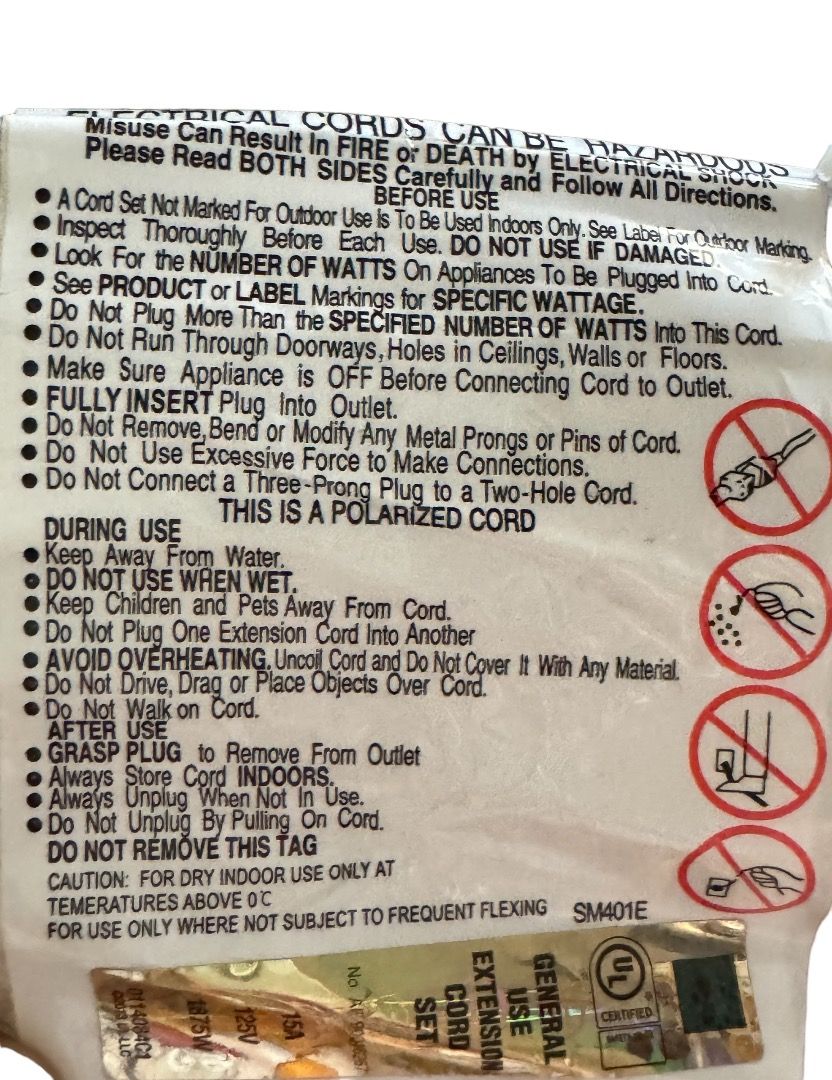 ELECTRICAL CORDS CAN BE HAZARDOUS
Misuse Can Result In FIRE or DEATH by ELECTRICAL SHOCK
Please Read BOTH SIDES Carefully and Follow All Directions.
BEFORE USE
• A Cord Set Not Marked For Outdoor Use Is To Be Used Indoors Only. See Label For Outdoor Marking.
• Inspect Thoroughly Before Each Use. DO NOT USE IF DAMAGED.
• Look For the NUMBER OF WATTS On Appliances To Be Plugged Into Cord.
• See PRODUCT or LABEL Markings for SPECIFIC WATTAGE.
• Do Not Plug More Than the SPECIFIED NUMBER OF WATTS Into This Cord.
• Do Not Run Through Doorways, Holes in Ceilings, Walls or Floors.
• Make Sure Appliance is OFF Before Connecting Cord to Outlet.
• FULLY INSERT Plug Into Outlet.
• Do Not Remove, Bend or Modify Any Metal Prongs or Pins of Cord.
• Do Not Use Excessive Force to Make Connections.
• Do Not Connect a Three-Prong Plug to a Two-Hole Cord.
THIS IS A POLARIZED CORD
DURING USE
• Keep Away From Water.
• DO NOT USE WHEN WET.
• Keep Children and Pets Away From Cord.
• Do Not Plug One Extension Cord Into Another
• AVOID OVERHEATING. Uncoil Cord and Do Not Cover It With Any Material.
• Do Not Drive, Drag or Place Objects Over Cord.
• Do Not Walk on Cord.
AFTER USE
• GRASP PLUG to Remove From Outlet
• Always Store Cord INDOORS.
• Always Unplug When Not In Use.
• Do Not Unplug By Pulling On Cord.
DO NOT REMOVE THIS TAG
CAUTION: FOR DRY INDOOR USE ONLY AT
TEMERATURES ABOVE 0℃
FOR USE ONLY WHERE NOT SUBJECT TO FREQUENT FLEXING SM401E
UL
CERTIFIED
GENERAL
USE
EXTENSION
CORD
SET
No.
15A
125V
1875W
LLC